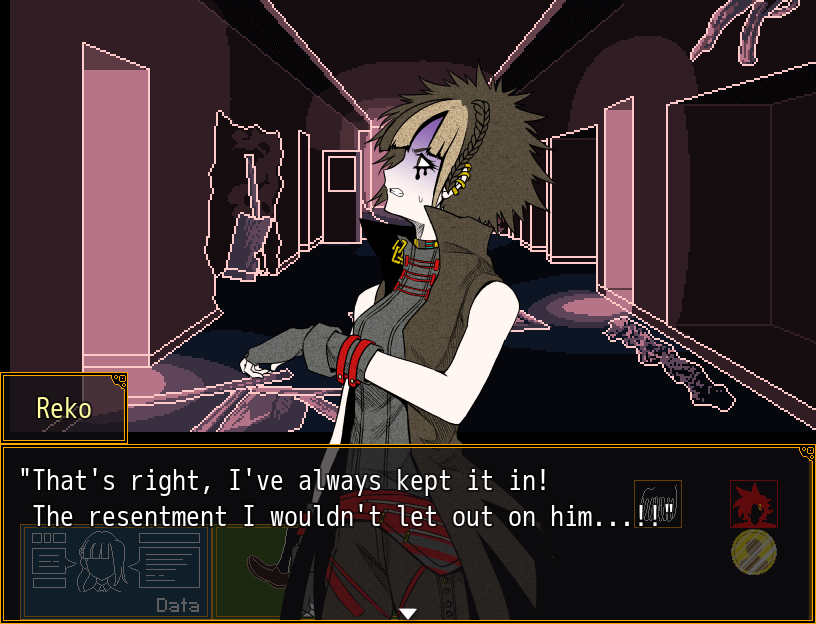 Reko
"That's right, I've always kept it in!
The resentment I wouldn't let out on him...!!"
Data